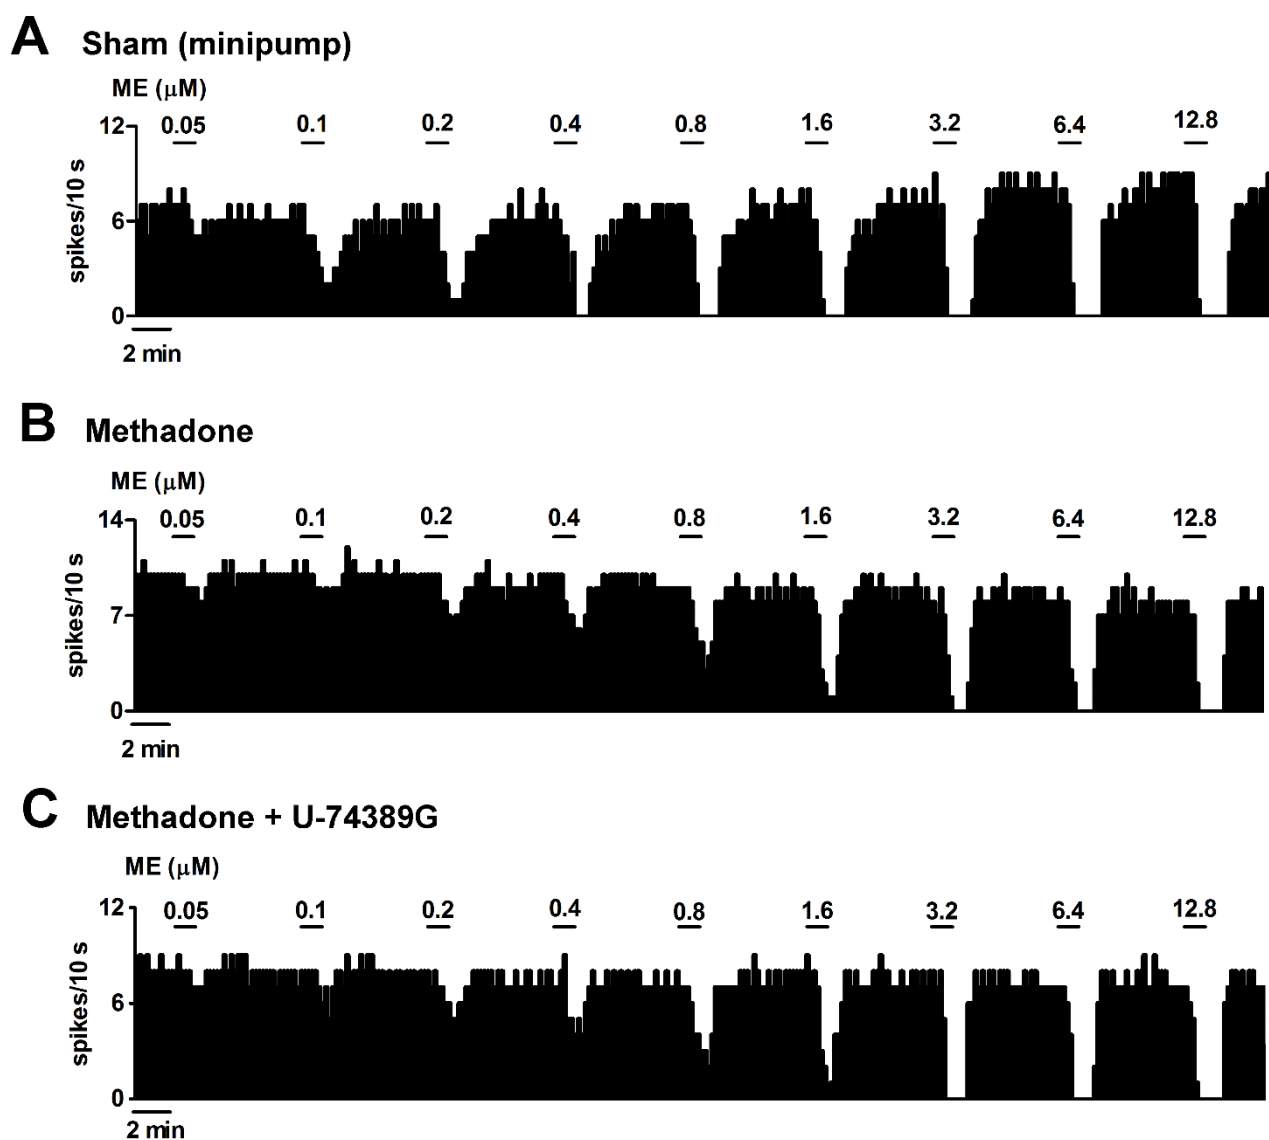 A Sham (minipump)
ME (μM)
0.05 0.1 0.2 0.4 0.8 1.6 3.2 6.4 12.8
12
6
0
spikes/10 s
2 min
B Methadone
ME (μM)
0.05 0.1 0.2 0.4 0.8 1.6 3.2 6.4 12.8
14
7
0
spikes/10 s
2 min
C Methadone + U-74389G
ME (μM)
0.05 0.1 0.2 0.4 0.8 1.6 3.2 6.4 12.8
12
6
0
spikes/10 s
2 min